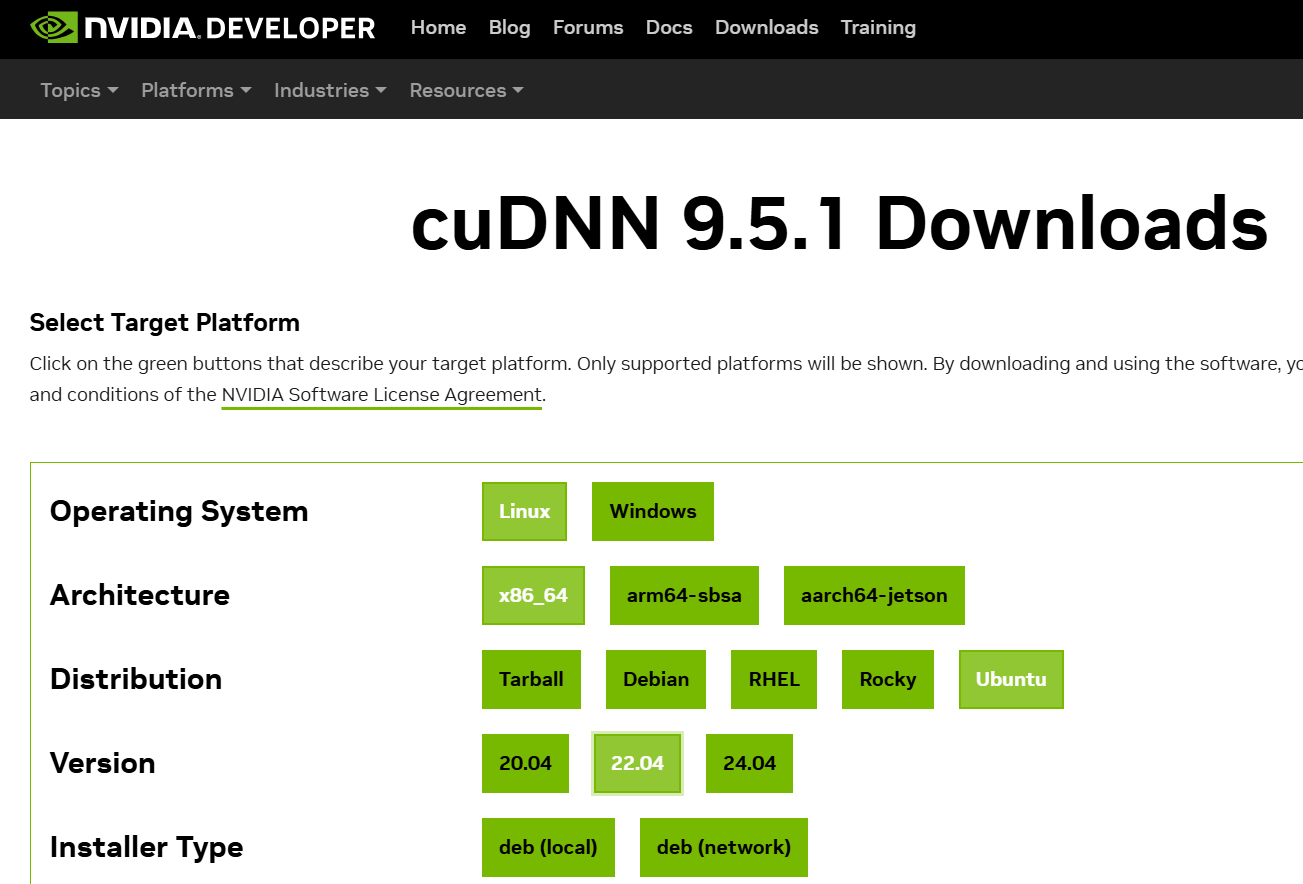 NVIDIA. DEVELOPER Home Blog Forums Docs Downloads Training
Topics Platforms Industries Resources
cuDNN 9.5.1 Downloads
Select Target Platform
Click on the green buttons that describe your target platform. Only supported platforms will be shown. By downloading and using the software,
and conditions of the NVIDIA Software License Agreement.
Operating System Linux Windows
Architecture x86_64 arm64-sbsa aarch64-jetson
Distribution Tarball Debian RHEL Rocky Ubuntu
Version 20.04 22.04 24.04
Installer Type deb (local) deb (network)